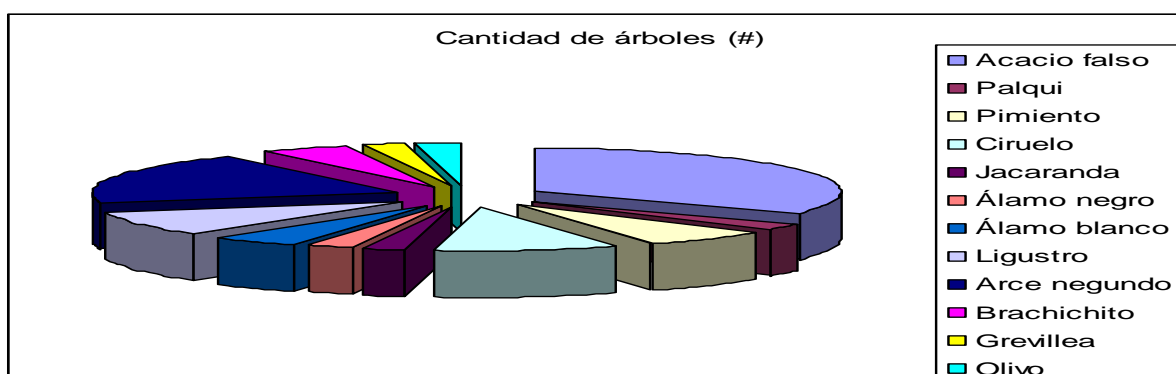 Cantidad de árboles (#)
Acacio falso
Palqui
Pimiento
Ciruelo
Jacaranda
Álamo negro
Álamo blanco
Ligustro
Arce negundo
Brachichito
Grevillea
Olivo